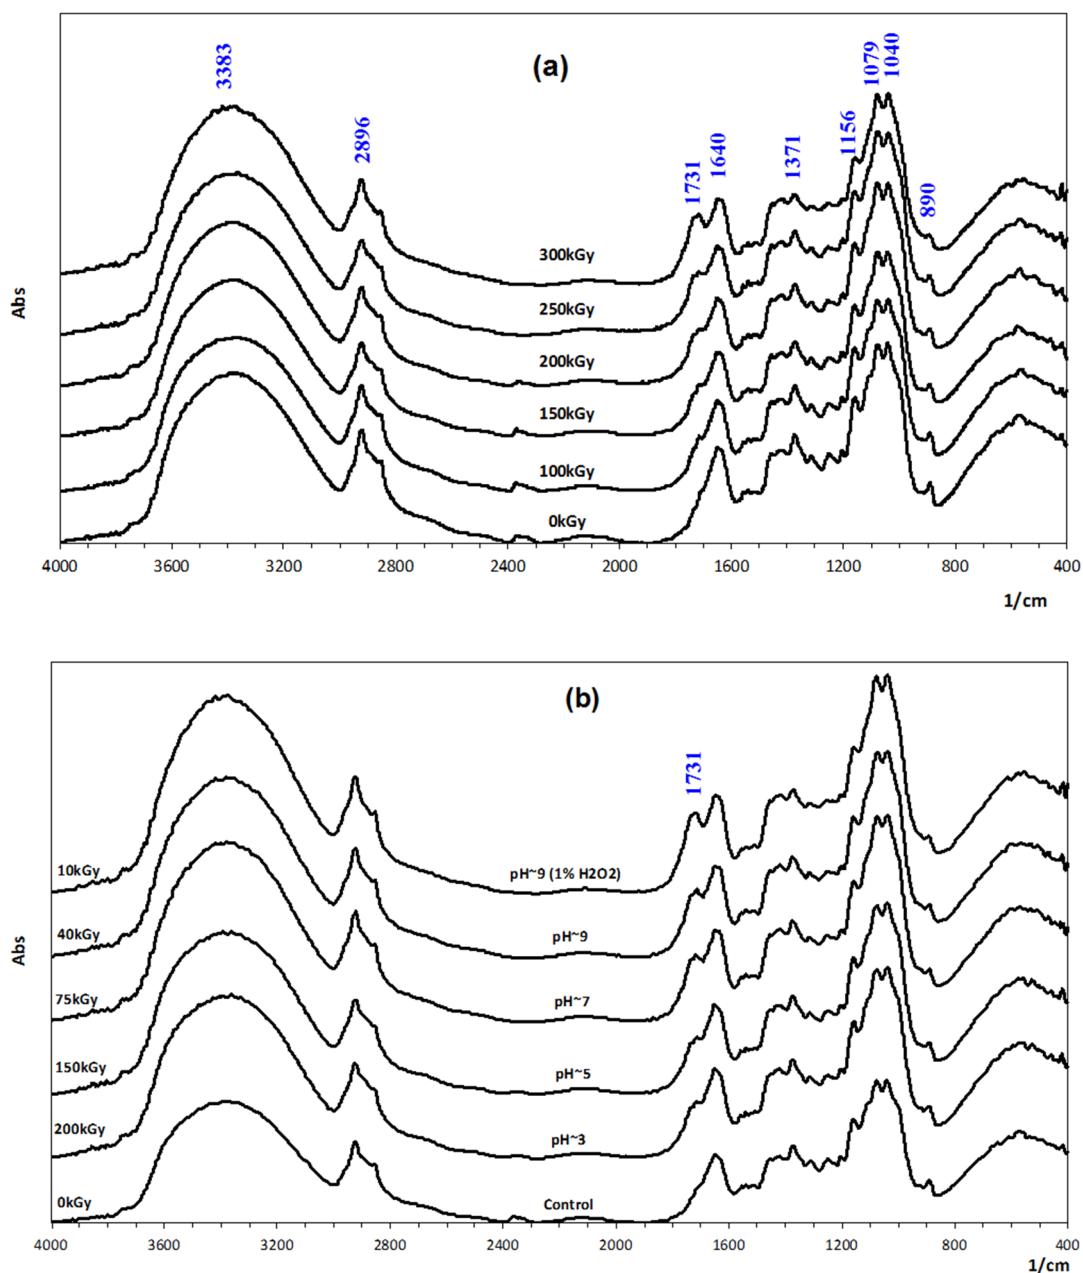 (a)
3383
2896
1731
1640
1371
1156
1079
1040
890
300kGy
250kGy
200kGy
150kGy
100kGy
0kGy
Abs
4000 3600 3200 2800 2400 2000 1600 1200 800 400
1/cm
(b)
1731
10kGy pH~9 (1% H2O2)
40kGy pH~9
75kGy pH~7
150kGy pH~5
200kGy pH~3
0kGy Control
Abs
4000 3600 3200 2800 2400 2000 1600 1200 800 400
1/cm